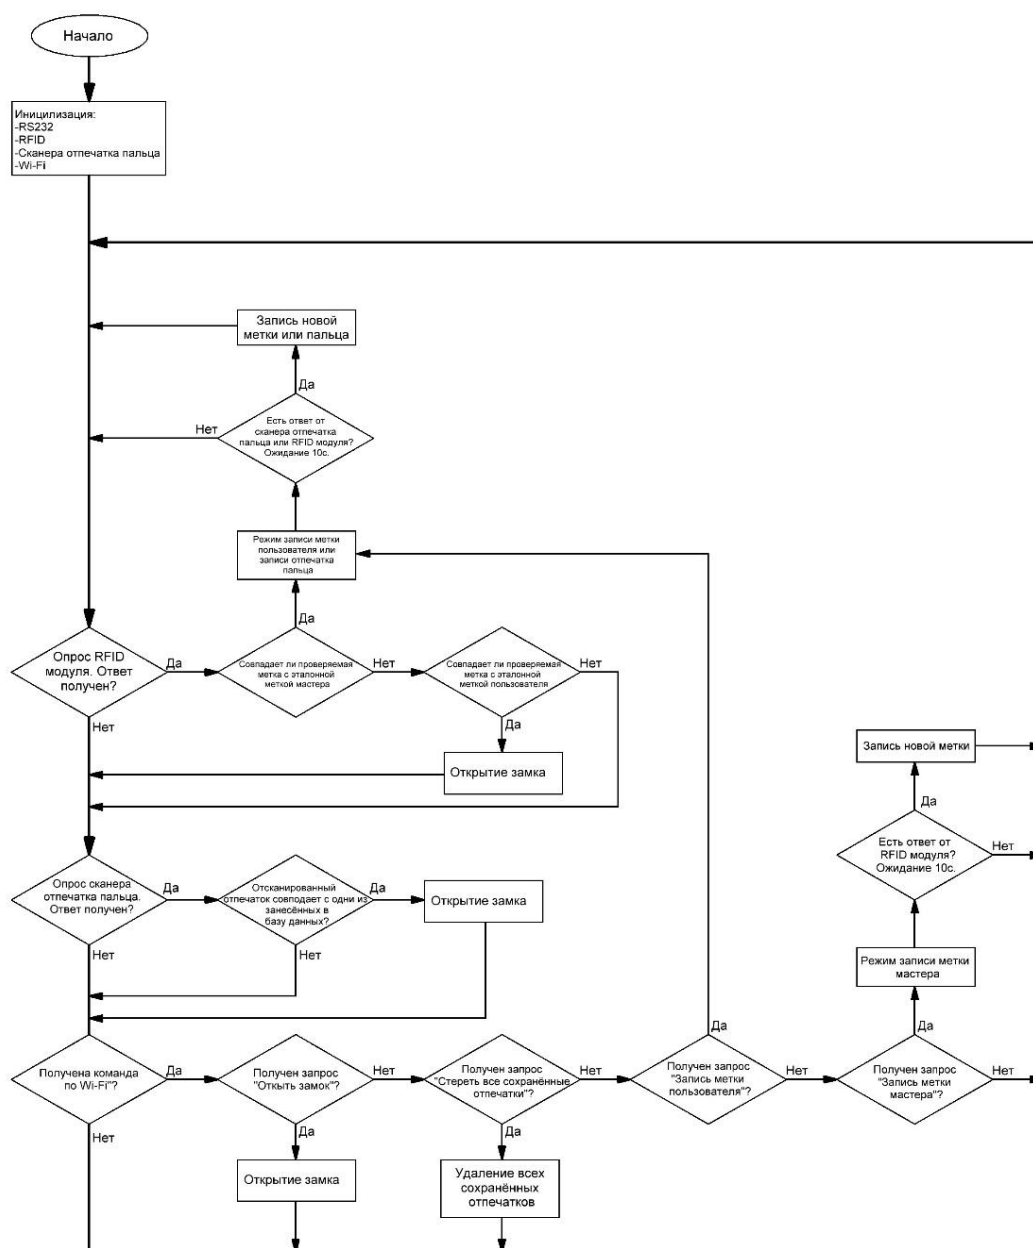 Начало
Иницилизация:
-RS232
-RFID
-Сканера отпечатка пальца
-Wi-Fi
Запись новой
метки или пальца
Да
Есть ответ от
сканера отпечатка
пальца или RFID модуля?
Ожидание 10с.
Нет
Режим записи метки
пользователя или
записи отпечатка
пальца
Да
Опрос RFID
модуля. Ответ
получен?
Да
Совпадает ли проверяемая
метка с эталонной
меткой мастера
Нет
Совпадает ли проверяемая
метка с эталонной
меткой пользователя
Нет
Нет
Да
Открытие замка
Запись новой метки
Да
Есть ответ от
RFID модуля?
Ожидание 10с.
Нет
Опрос сканера
отпечатка пальца.
Ответ получен?
Да
Отсканированный
отпечаток совподает с одни из
занесённых в
базу данных?
Да
Открытие замка
Нет
Нет
Режим записи метки
мастера
Да
Да
Получена команда
по Wi-Fi"?
Да
Получен запрос
"Откыть замок"?
Нет
Получен запрос
"Стереть все сохранённые
отпечатки"?
Нет
Получен запрос
"Запись метки
пользователя"?
Нет
Получен запрос
"Запись метки
мастера"?
Нет
Нет
Да
Да
Открытие замка
Удаление всех
сохранённых
отпечатков